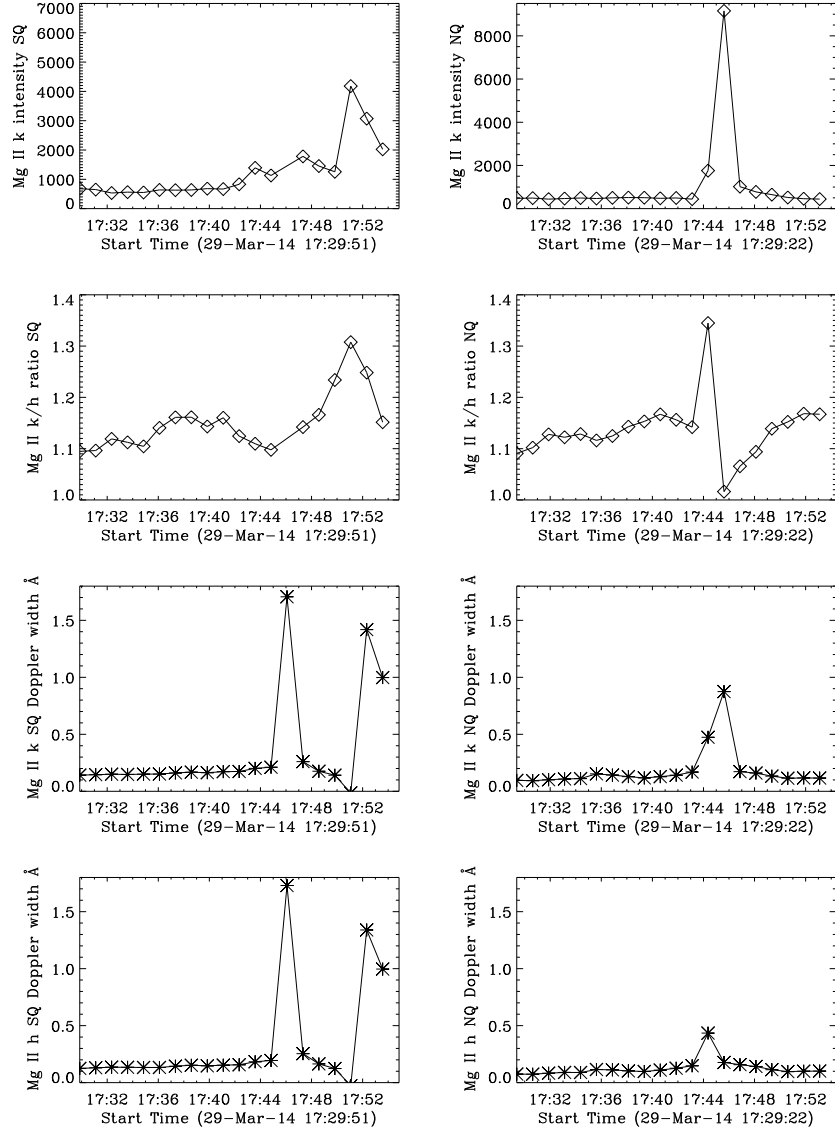 Mg II k intensity SQ
7000
6000
5000
4000
3000
2000
1000
0
17:32 17:36 17:40 17:44 17:48 17:52
Start Time (29-Mar-14 17:29:51)
Mg II k intensity NQ
8000
6000
4000
2000
0
17:32 17:36 17:40 17:44 17:48 17:52
Start Time (29-Mar-14 17:29:22)
Mg II k/h ratio SQ
1.4
1.3
1.2
1.1
1.0
17:32 17:36 17:40 17:44 17:48 17:52
Start Time (29-Mar-14 17:29:51)
Mg II k/h ratio NQ
1.4
1.3
1.2
1.1
1.0
17:32 17:36 17:40 17:44 17:48 17:52
Start Time (29-Mar-14 17:29:22)
Mg II k SQ Doppler width Å
1.5
1.0
0.5
0.0
17:32 17:36 17:40 17:44 17:48 17:52
Start Time (29-Mar-14 17:29:51)
Mg II k NQ Doppler width Å
1.5
1.0
0.5
0.0
17:32 17:36 17:40 17:44 17:48 17:52
Start Time (29-Mar-14 17:29:22)
Mg II h SQ Doppler width Å
1.5
1.0
0.5
0.0
17:32 17:36 17:40 17:44 17:48 17:52
Start Time (29-Mar-14 17:29:51)
Mg II h NQ Doppler width Å
1.5
1.0
0.5
0.0
17:32 17:36 17:40 17:44 17:48 17:52
Start Time (29-Mar-14 17:29:22)